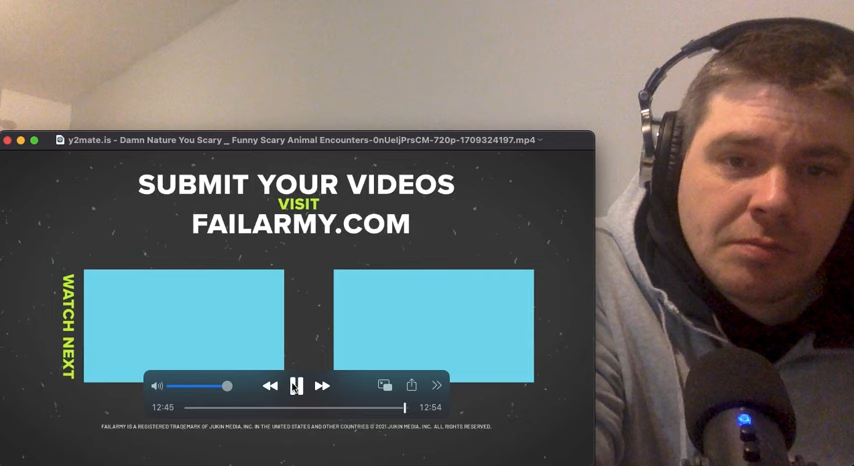 y2mate.is - Damn Nature You Scary _ Funny Scary Animal Encounters-0nUeljPrsCM-720p-1709324197.mp4
SUBMIT YOUR VIDEOS
VISIT
FAILARMY.COM
WATCH NEXT
12:45
12:54
FAILARMY IS A REGISTERED TRADEMARK OF JUKIN MEDIA, INC. IN THE UNITED STATES AND OTHER COUNTRIES © 2021 JUKIN MEDIA, INC. ALL RIGHTS RESERVED.